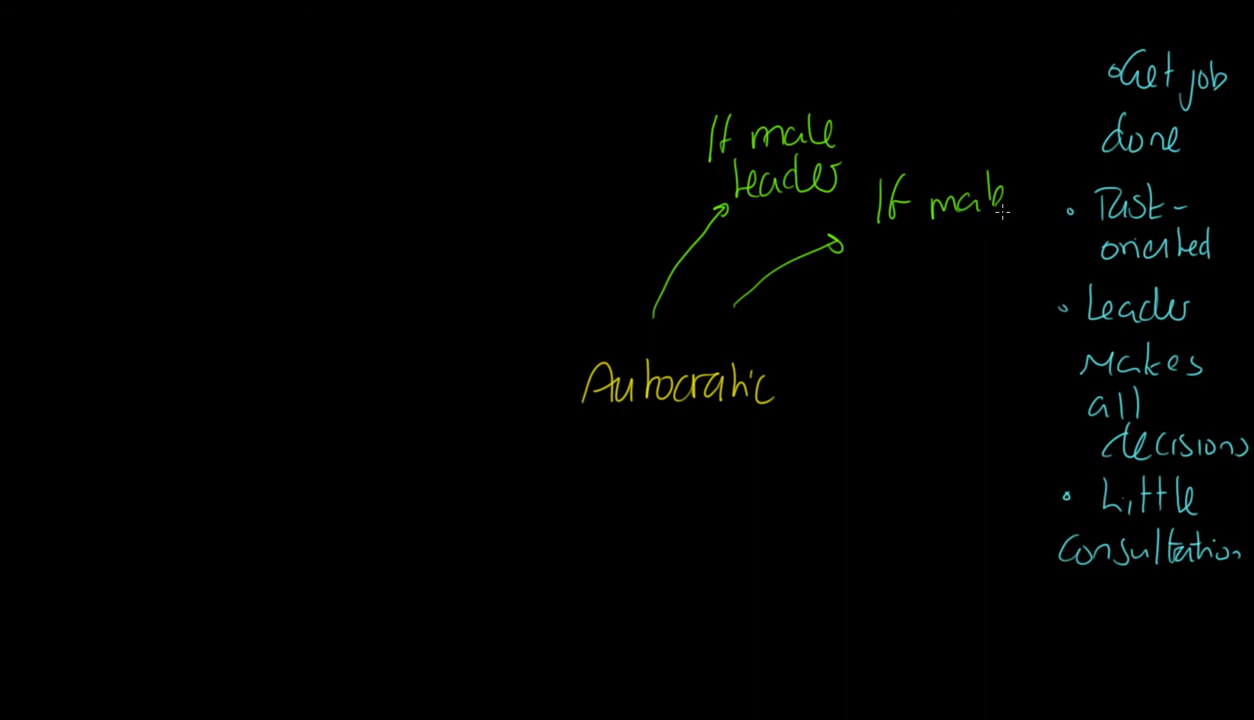 If male
leader
If male
Autocratic
•Get job
done
• Task-
oriented
• Leader
Makes
all
decisions
• Little
consultation